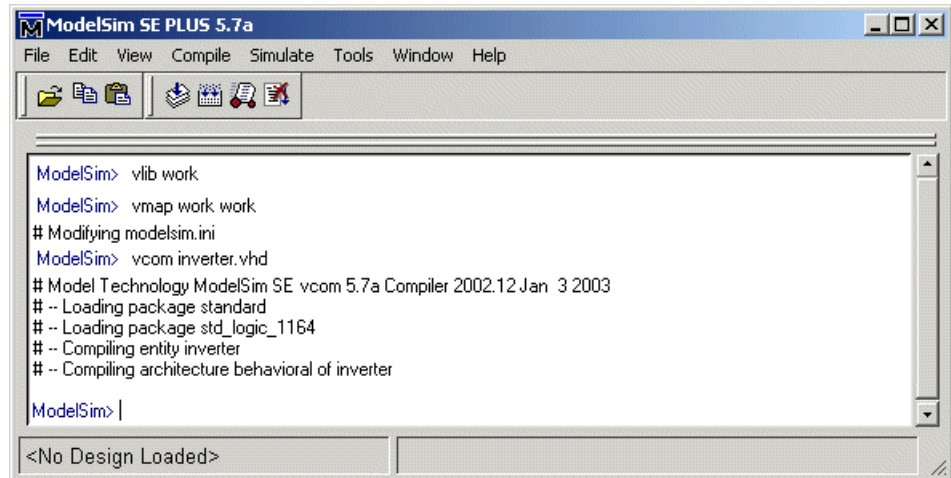 ModelSim SE PLUS 5.7a
File Edit View Compile Simulate Tools Window Help
ModelSim> vlib work
ModelSim> vmap work work
# Modifying modelsim.ini
ModelSim> vcom inverter.vhd
# Model Technology ModelSim SE vcom 5.7a Compiler 2002.12 Jan  3 2003
# -- Loading package standard
# -- Loading package std_logic_1164
# -- Compiling entity inverter
# -- Compiling architecture behavioral of inverter
ModelSim>
<No Design Loaded>